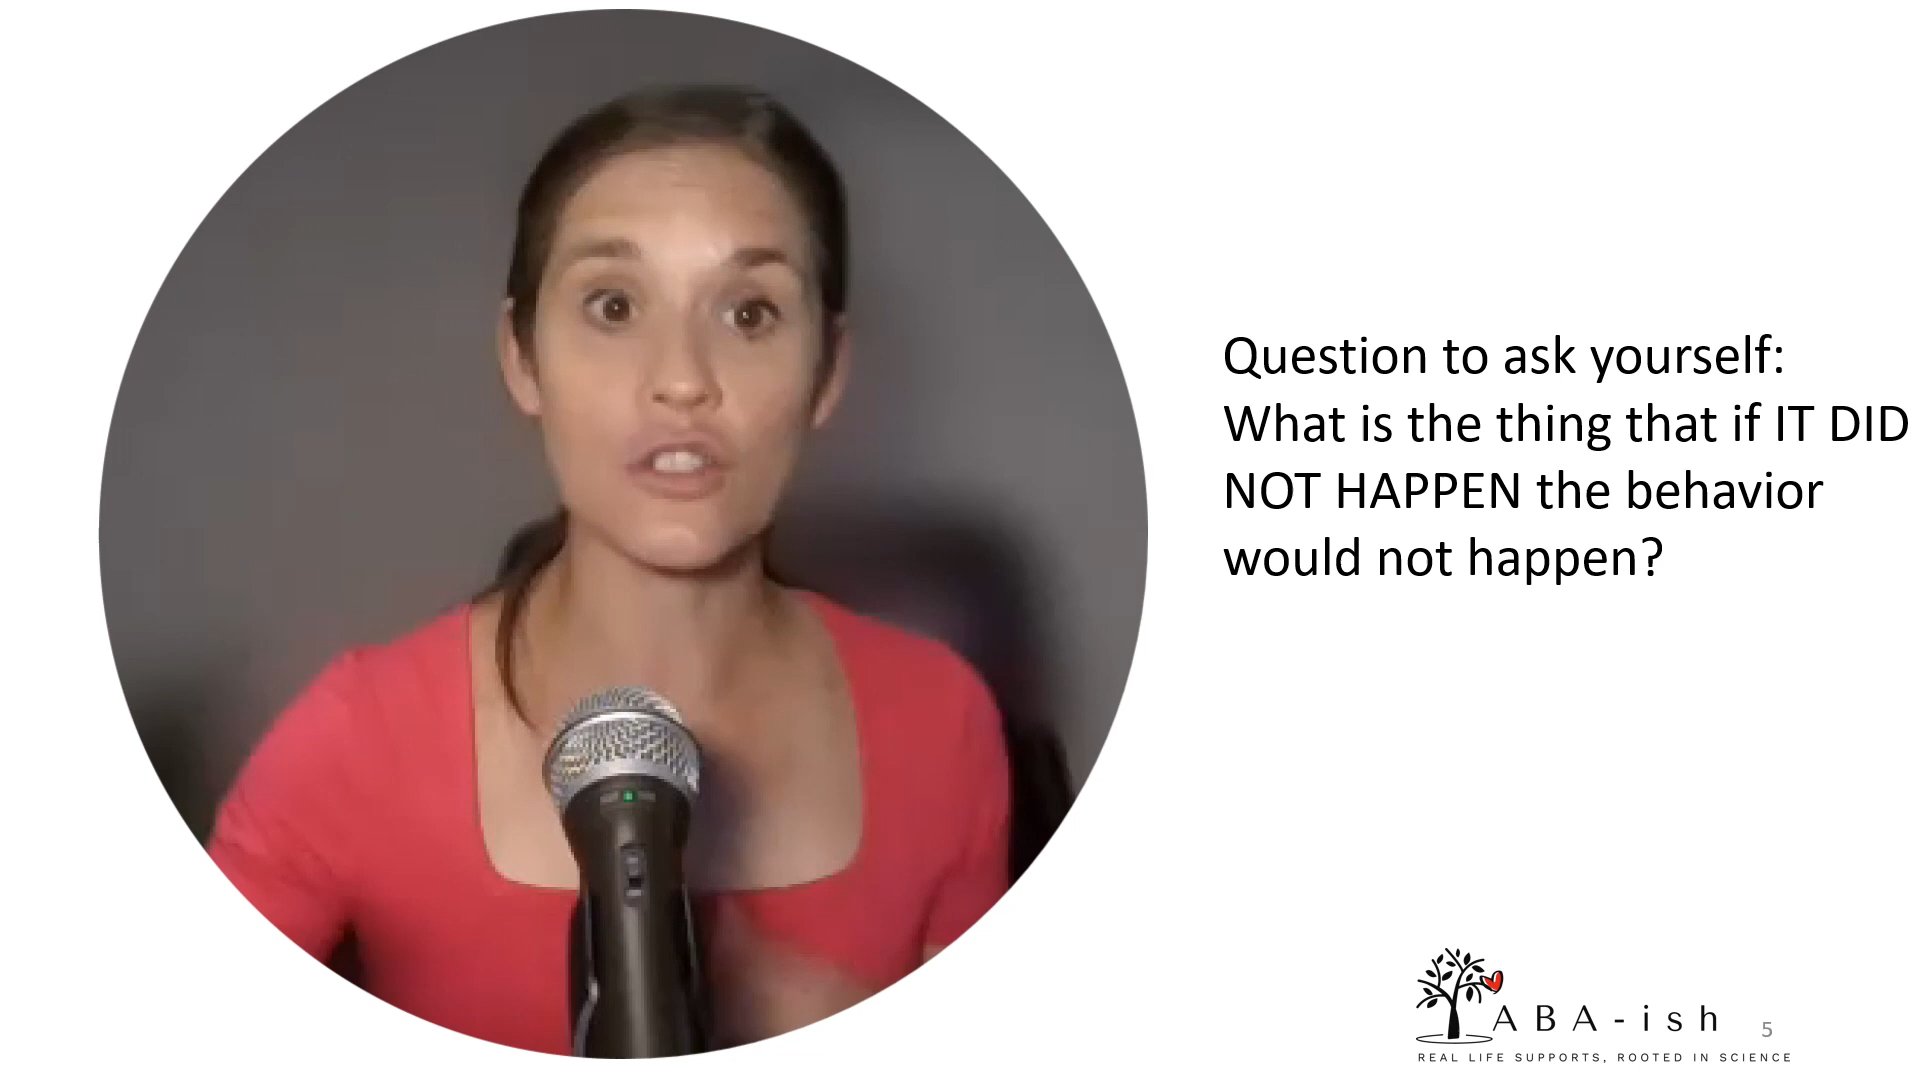 Question to ask yourself:
What is the thing that if IT DID
NOT HAPPEN the behavior
would not happen?
ABA-ish
5
REAL LIFE SUPPORTS, ROOTED IN SCIENCE